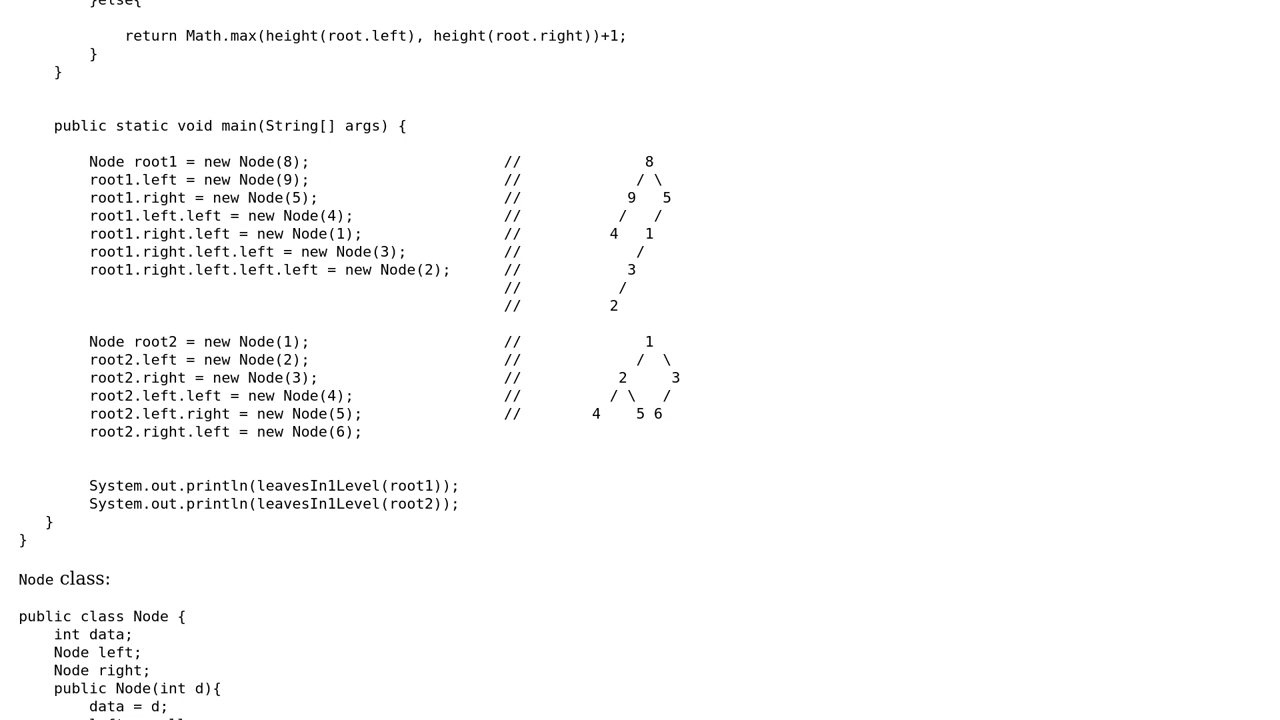 }else{
return Math.max(height(root.left), height(root.right))+1;
}
}
public static void main(String[] args) {
Node root1 = new Node(8);                      //              8
root1.left = new Node(9);                      //             / \
root1.right = new Node(5);                     //            9   5
root1.left.left = new Node(4);                 //           /   /
root1.right.left = new Node(1);                //          4   1
root1.right.left.left = new Node(3);           //             /
root1.right.left.left.left = new Node(2);      //            3
//           /
//          2
Node root2 = new Node(1);                      //              1
root2.left = new Node(2);                      //             /  \
root2.right = new Node(3);                     //           2     3
root2.left.left = new Node(4);                 //          / \   /
root2.left.right = new Node(5);                //        4    5 6
root2.right.left = new Node(6);
System.out.println(leavesIn1Level(root1));
System.out.println(leavesIn1Level(root2));
}
}
Node class:
public class Node {
int data;
Node left;
Node right;
public Node(int d){
data = d;